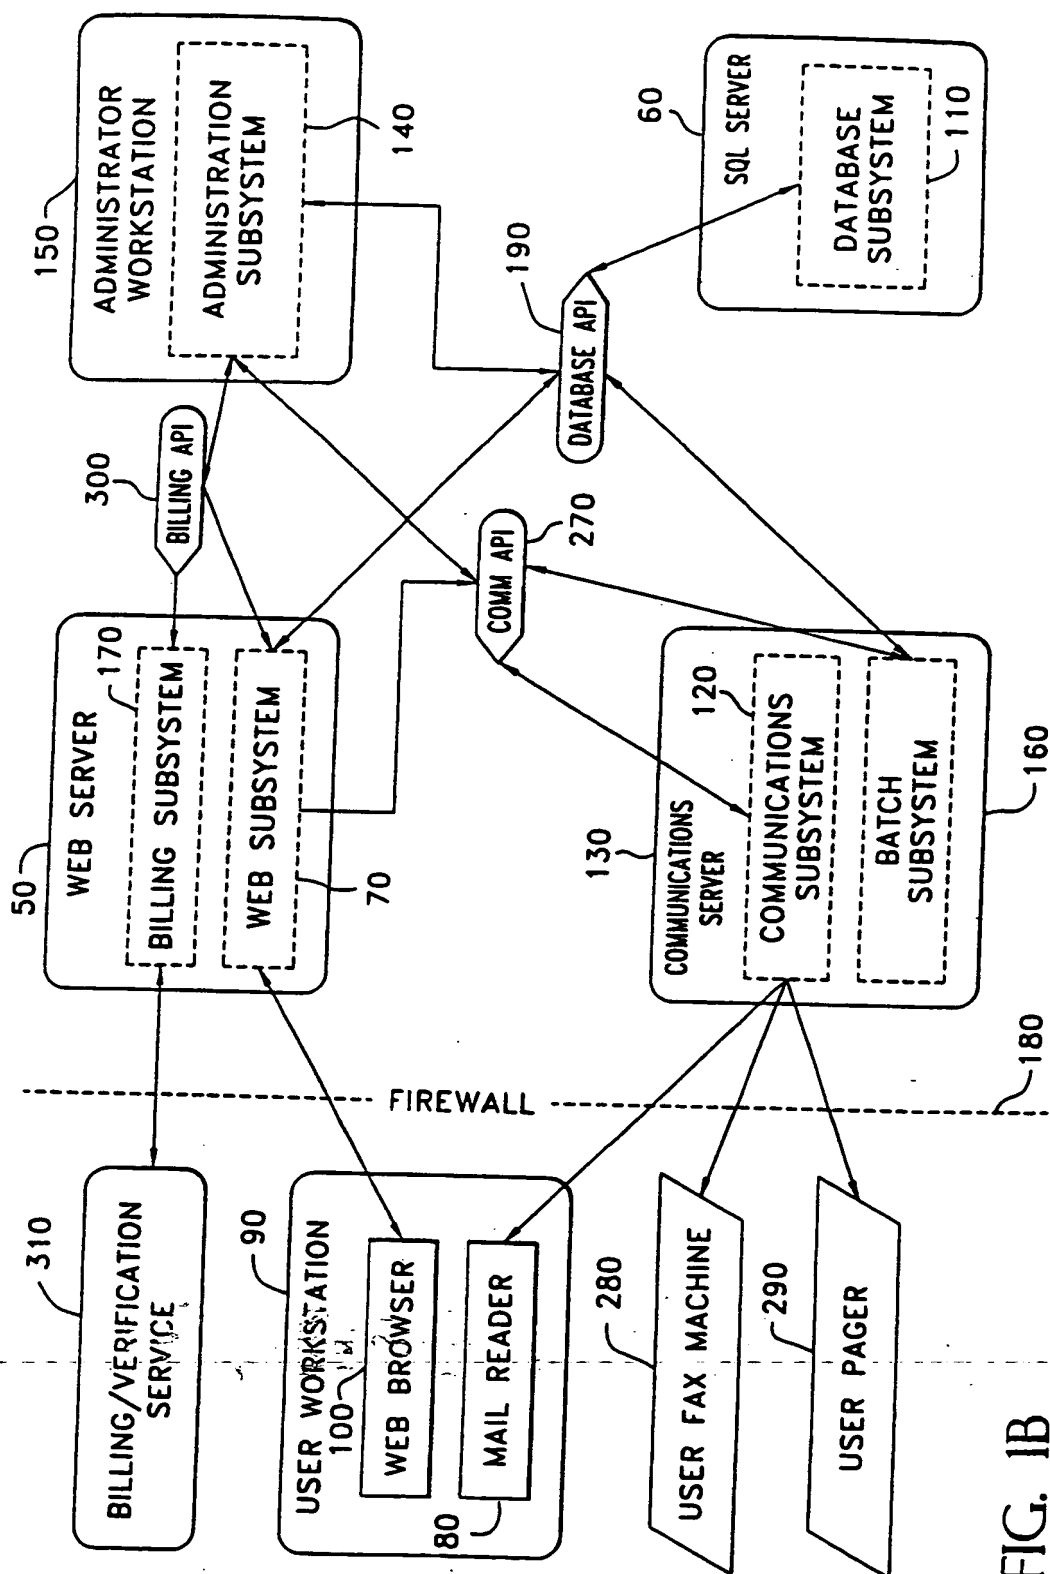 310
BILLING/VERIFICATION
SERVICE
90
USER WORKSTATION
100
WEB BROWSER
MAIL READER
80
280
USER FAX MACHINE
290
USER PAGER
FIREWALL
180
50
WEB SERVER
170
BILLING SUBSYSTEM
WEB SUBSYSTEM
70
130
COMMUNICATIONS
SERVER
120
COMMUNICATIONS
SUBSYSTEM
BATCH
SUBSYSTEM
160
300
BILLING API
COMM API
270
190
DATABASE API
150
ADMINISTRATOR
WORKSTATION
ADMINISTRATION
SUBSYSTEM
140
60
SQL SERVER
DATABASE
SUBSYSTEM
110
FIG. 1B